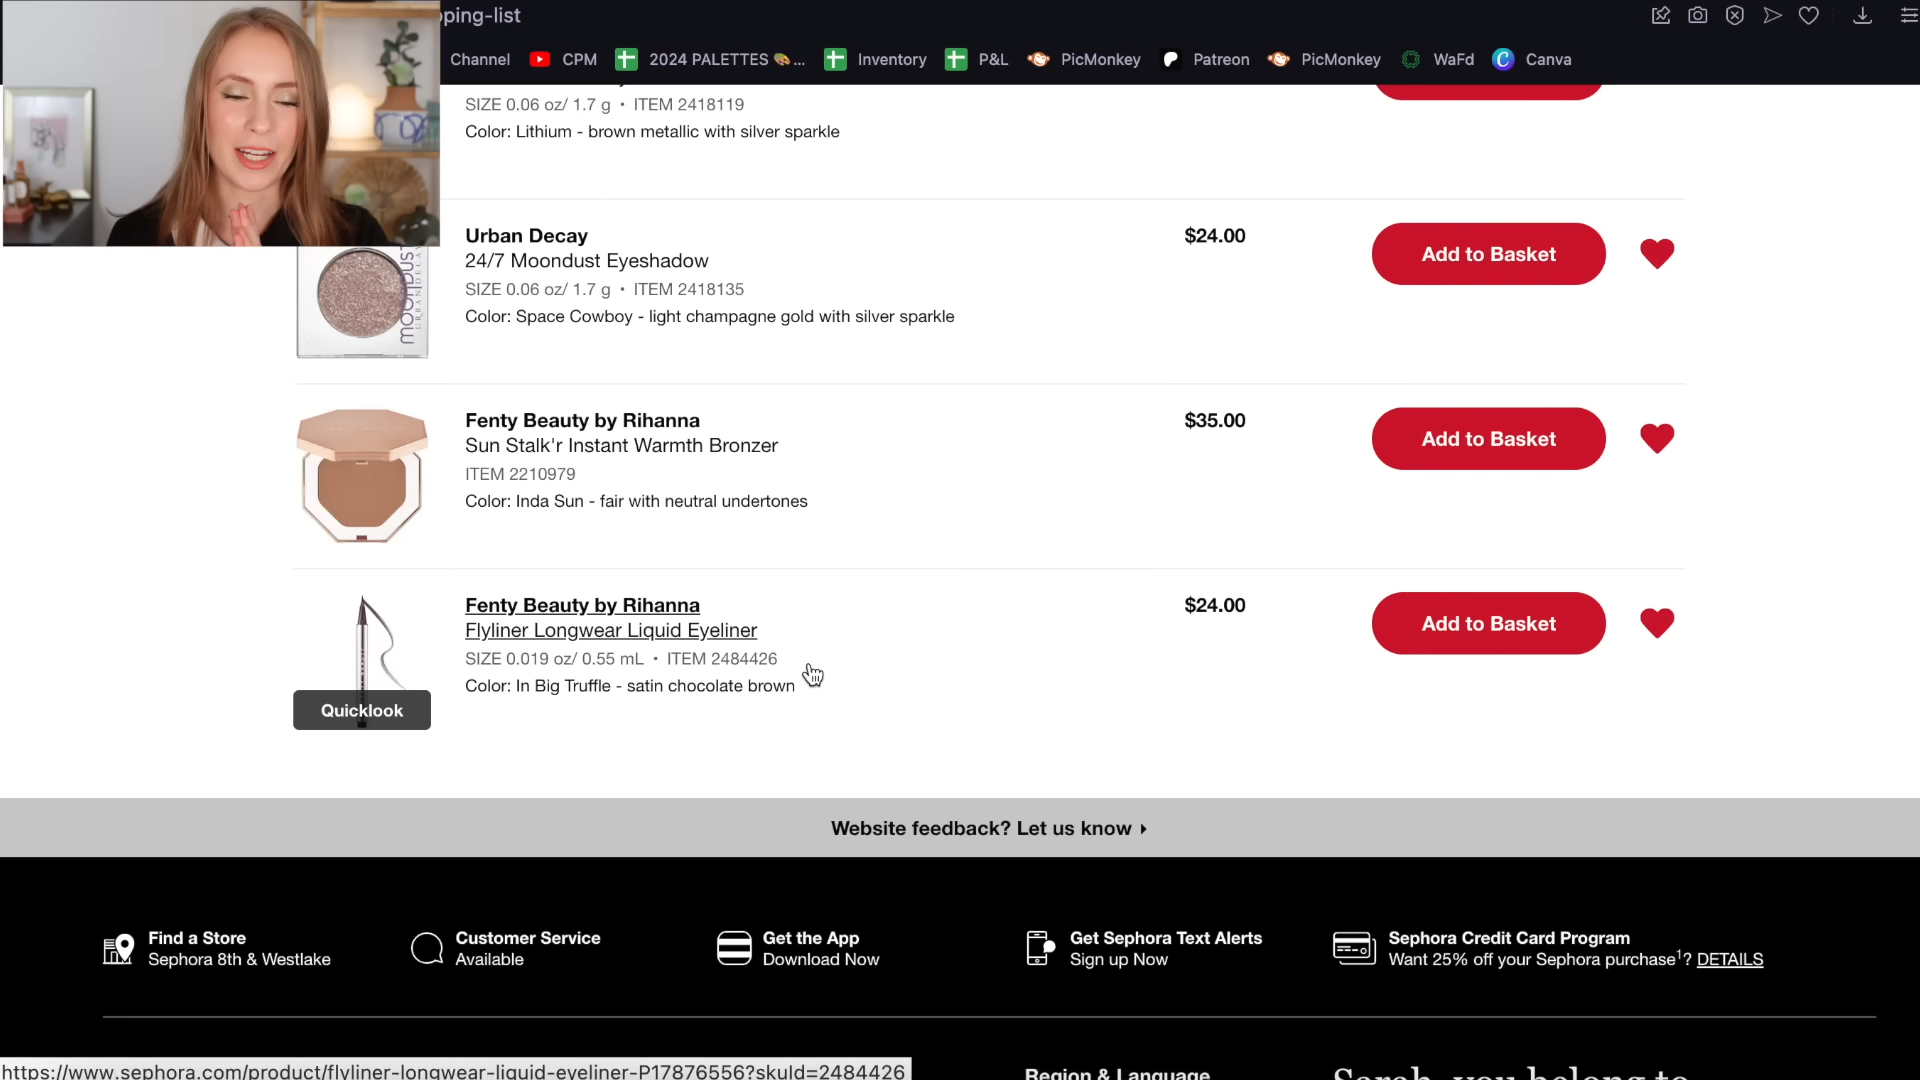 pping-list
Channel CPM 2024 PALETTES 🎨 ... Inventory P&L PicMonkey Patreon PicMonkey WaFd Canva
SIZE 0.06 oz/ 1.7 g • ITEM 2418119
Color: Lithium - brown metallic with silver sparkle
Urban Decay
24/7 Moondust Eyeshadow
SIZE 0.06 oz/ 1.7 g • ITEM 2418135
Color: Space Cowboy - light champagne gold with silver sparkle
$24.00
Add to Basket
MOONDUST
URBAN DECAY
Fenty Beauty by Rihanna
Sun Stalk'r Instant Warmth Bronzer
ITEM 2210979
Color: Inda Sun - fair with neutral undertones
$35.00
Add to Basket
Fenty Beauty by Rihanna
Flyliner Longwear Liquid Eyeliner
SIZE 0.019 oz/ 0.55 mL • ITEM 2484426
Color: In Big Truffle - satin chocolate brown
$24.00
Add to Basket
Quicklook
Website feedback? Let us know
Find a Store
Sephora 8th & Westlake
Customer Service
Available
Get the App
Download Now
Get Sephora Text Alerts
Sign up Now
Sephora Credit Card Program
Want 25% off your Sephora purchase¹? DETAILS
https://www.sephora.com/product/flyliner-longwear-liquid-eyeliner-P17876556?skuId=2484426
Region & Language
Sarah, you belong to